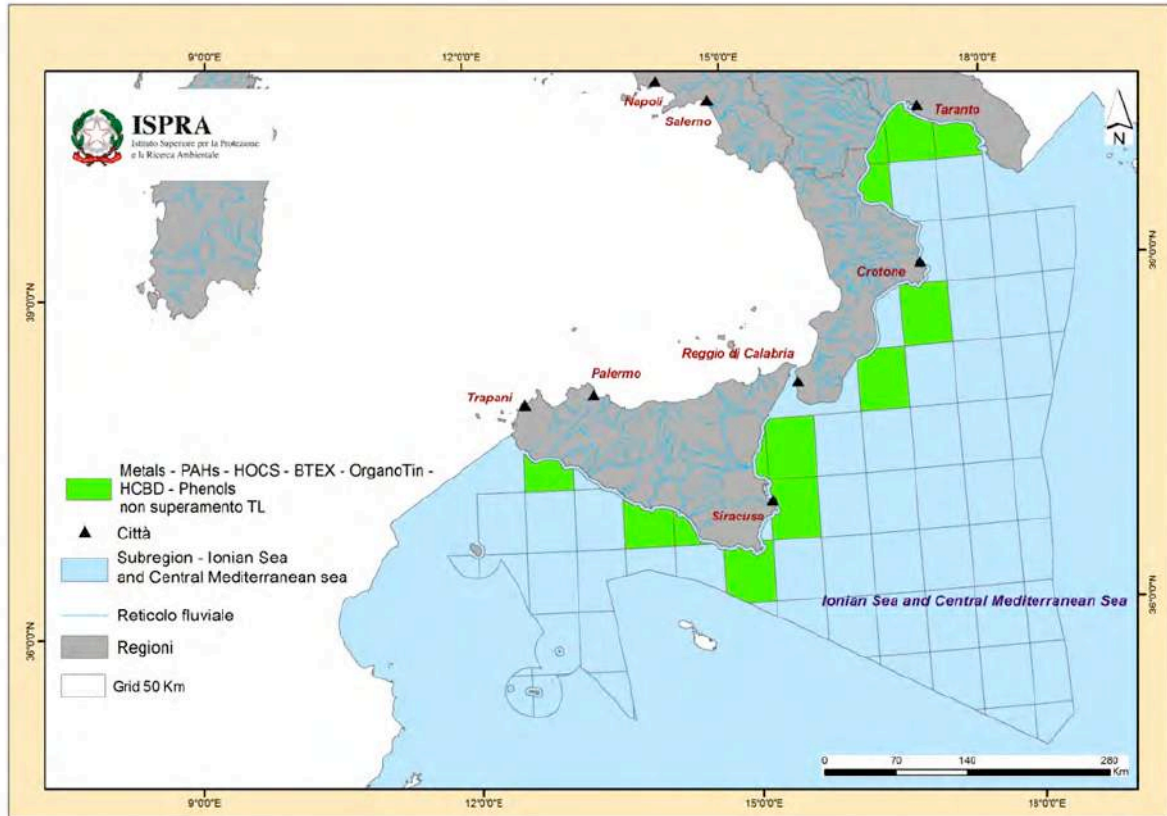 9°0'0"E
12°0'0"E
15°0'0"E
18°0'0"E
ISPRA
Istituto Superiore per la Protezione
e la Ricerca Ambientale
N
Napoli
Salerno
Taranto
Crotone
Reggio di Calabria
Palermo
Trapani
Siracusa
39°0'0"N
36°0'0"N
36°0'0"N
Metals - PAHs - HOCS - BTEX - OrganoTin -
HCBD - Phenols
non superamento TL
Città
Subregion - Ionian Sea
and Central Mediterranean sea
Reticolo fluviale
Regioni
Grid 50 Km
Ionian Sea and Central Mediterranean Sea
0 70 140 280
Km
9°0'0"E
12°0'0"E
15°0'0"E
18°0'0"E